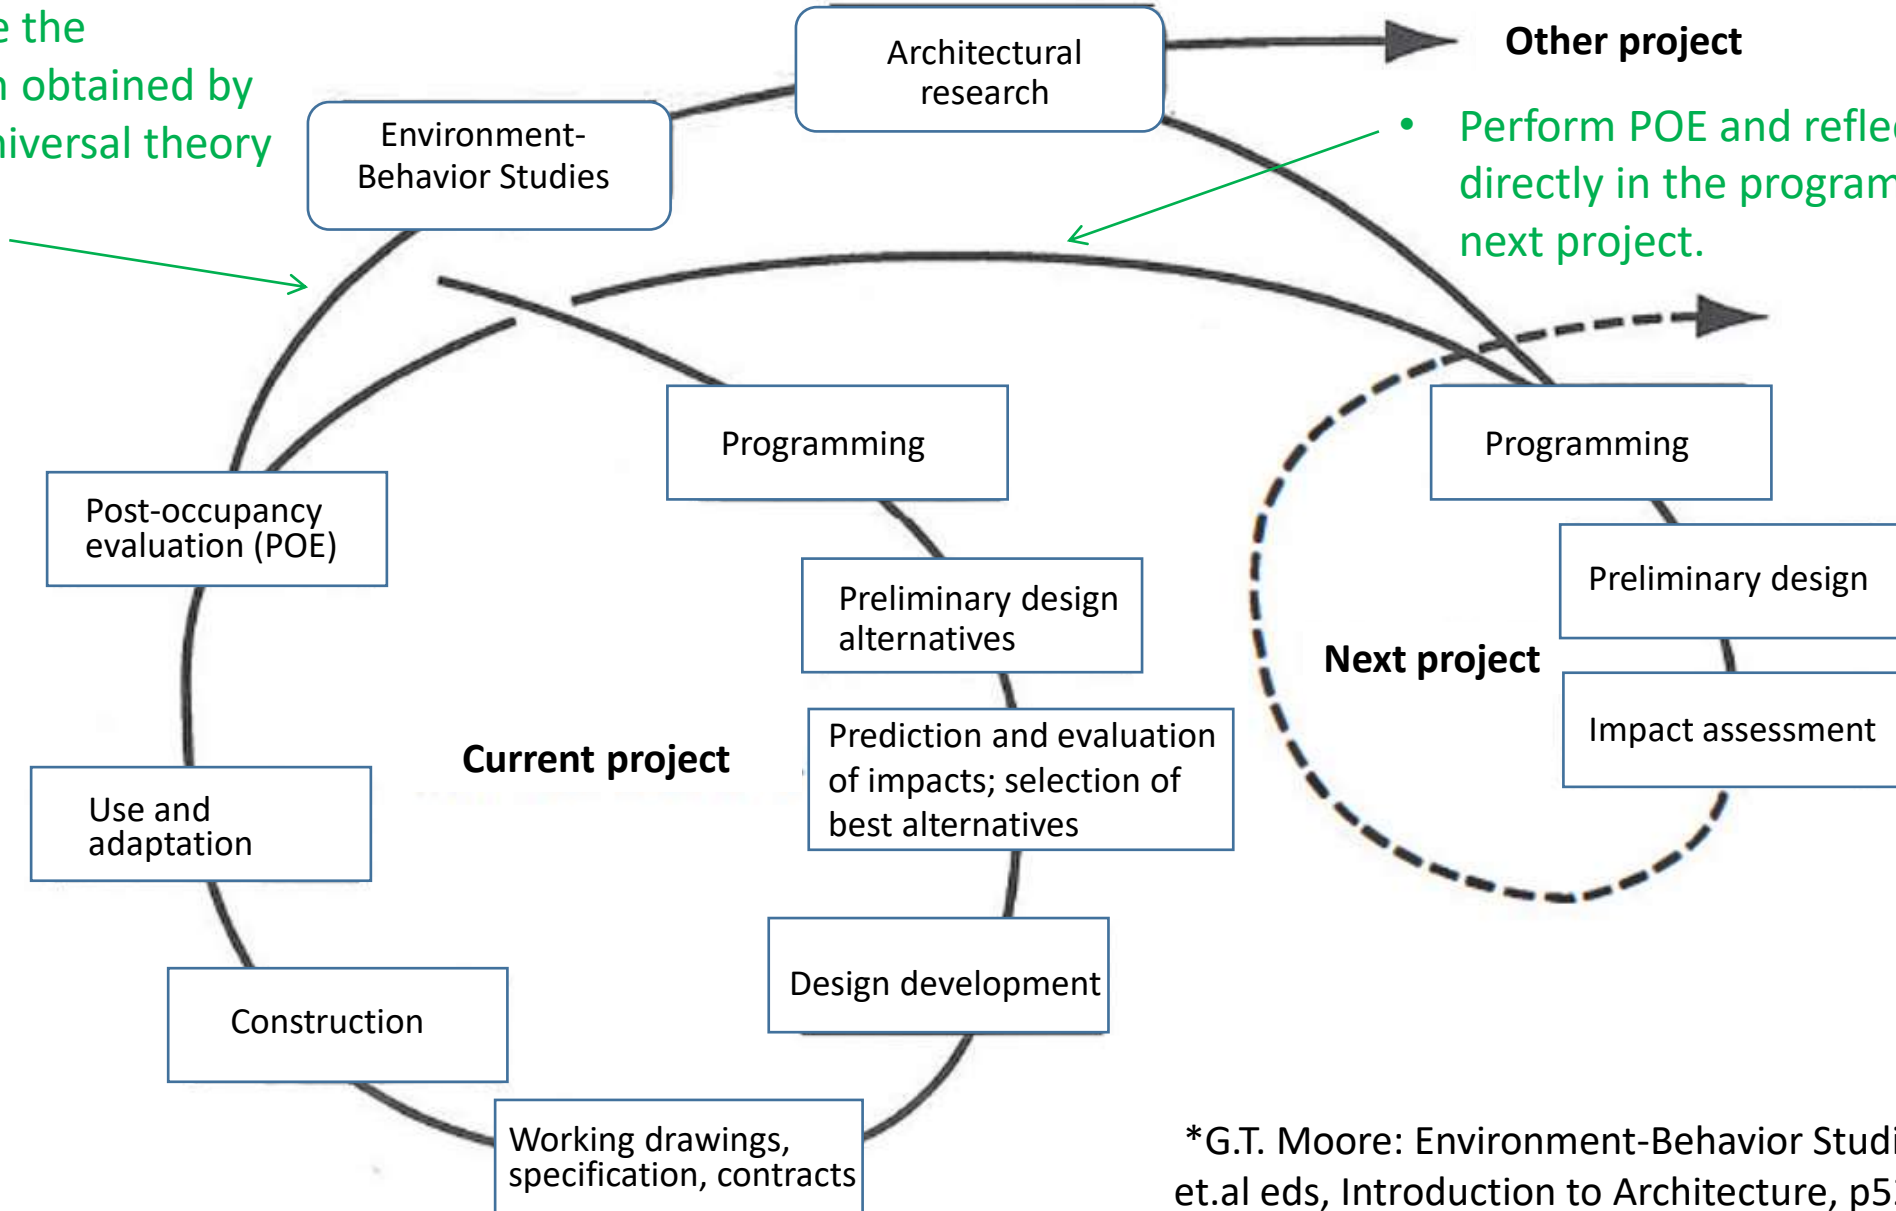 e the
n obtained by
niversal theory
Architectural
research
Other project
Environment-
Behavior Studies
• Perform POE and reflec
directly in the program
next project.
Programming
Programming
Post-occupancy
evaluation (POE)
Preliminary design
alternatives
Preliminary design
Next project
Current project
Prediction and evaluation
of impacts; selection of
best alternatives
Impact assessment
Use and
adaptation
Design development
Construction
Working drawings,
specification, contracts
*G.T. Moore: Environment-Behavior Studi
et.al eds, Introduction to Architecture, p5